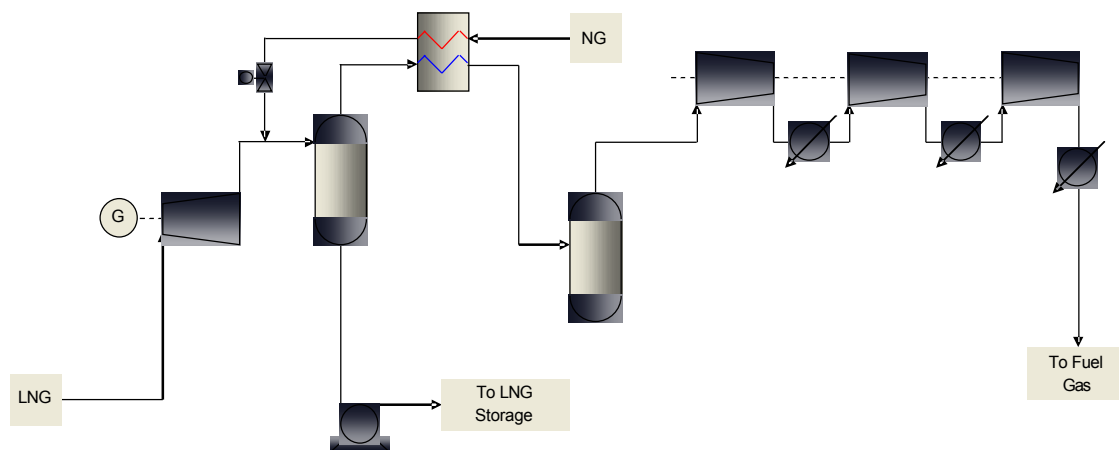 NG
G
LNG
To LNG
Storage
To Fuel
Gas